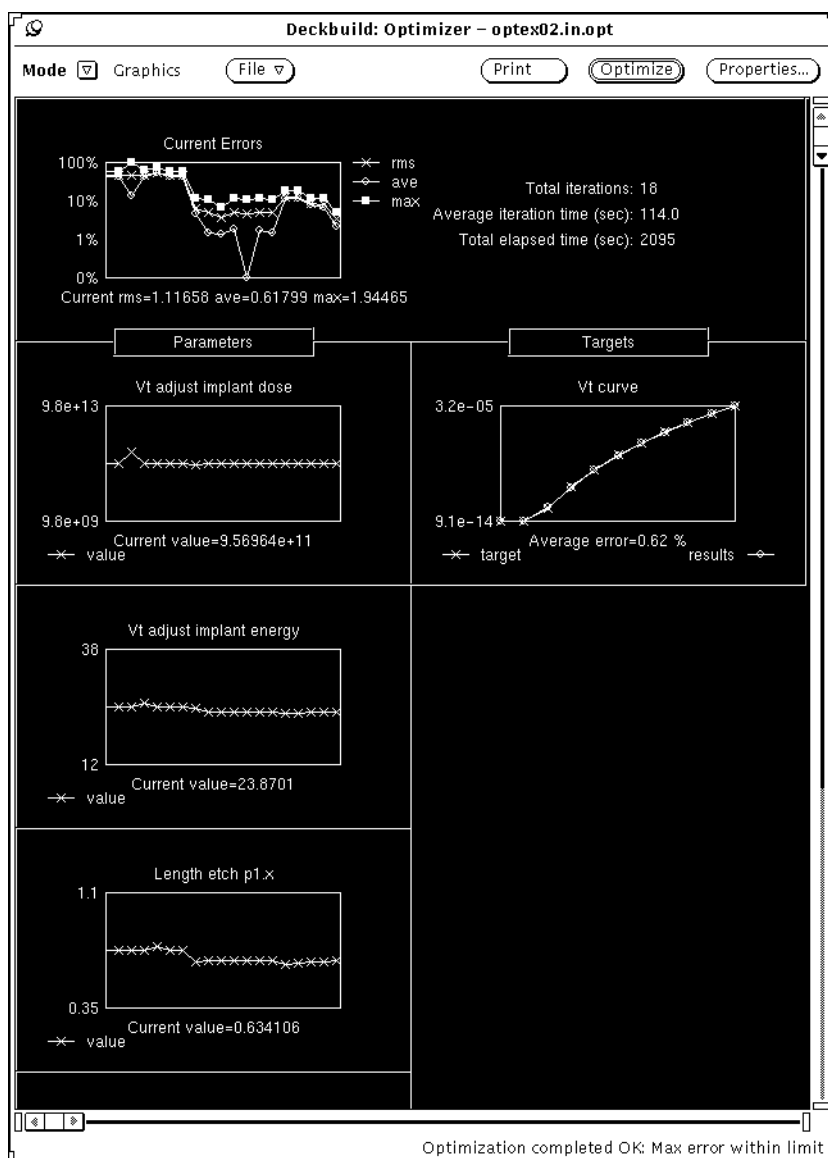 Deckbuild: Optimizer – optex02.in.opt
Mode Graphics File Print Optimize Properties...
Current Errors
100%
10%
1%
0%
rms
ave
max
Current rms=1.11658 ave=0.61799 max=1.94465
Total iterations: 18
Average iteration time (sec): 114.0
Total elapsed time (sec): 2095
Parameters
Vt adjust implant dose
9.8e+13
9.8e+09
Current value=9.56964e+11
value
Targets
Vt curve
3.2e-05
9.1e-14
Average error=0.62 %
target results
Vt adjust implant energy
38
12
Current value=23.8701
value
Length etch p1.x
1.1
0.35
Current value=0.634106
value
Optimization completed OK: Max error within limit